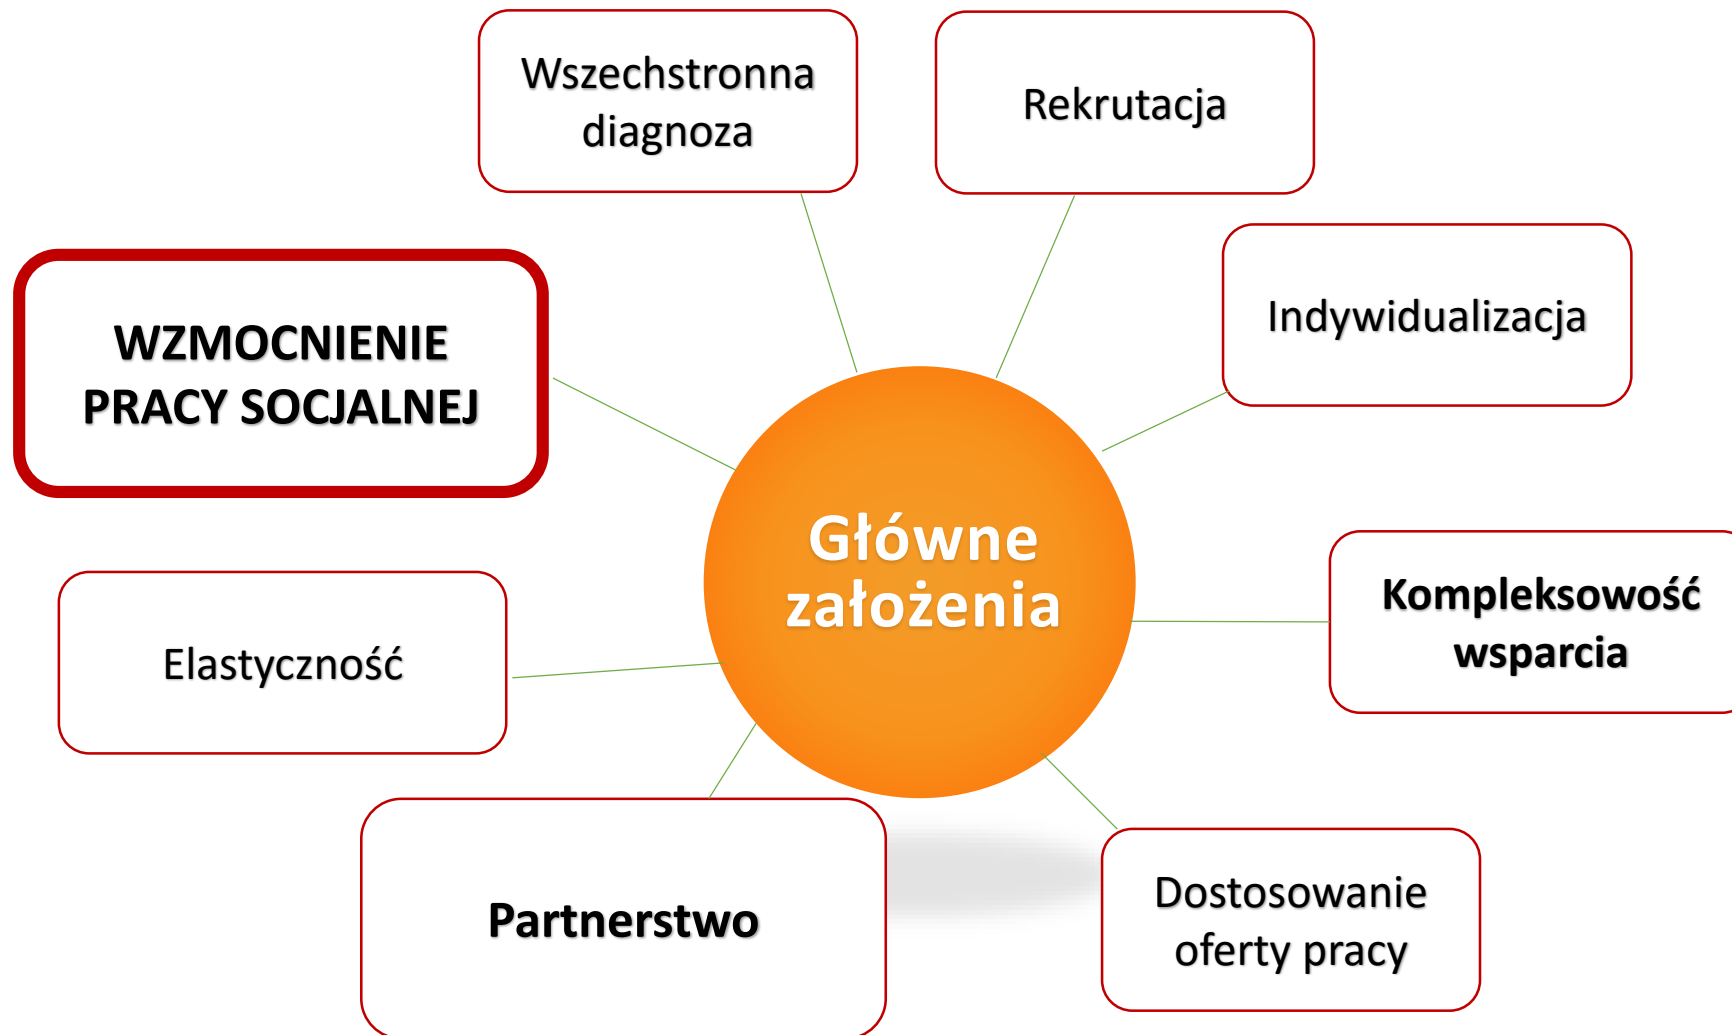 Wszechstronna
diagnoza
Rekrutacja
Indywidualizacja
WZMOCNIENIE
PRACY SOCJALNEJ
Główne
założenia
Kompleksowość
wsparcia
Elastyczność
Partnerstwo
Dostosowanie
oferty pracy